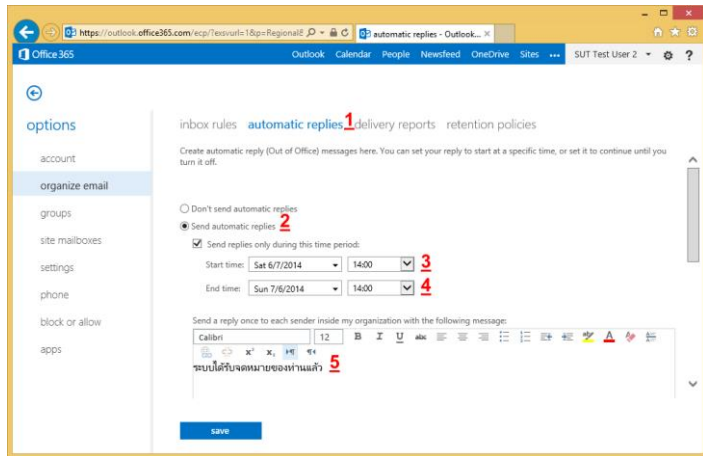 https://outlook.office365.com/ecp/?exsvurl=1&p=Regional
automatic replies - Outlook...
Office 365
Outlook Calendar People Newsfeed OneDrive Sites ... SUT Test User 2 ?
options
account
organize email
groups
site mailboxes
settings
phone
block or allow
apps
inbox rules automatic replies 1 delivery reports retention policies
Create automatic reply (Out of Office) messages here. You can set your reply to start at a specific time, or set it to continue until you
turn it off.
Don't send automatic replies
Send automatic replies 2
Send replies only during this time period:
Start time: Sat 6/7/2014 14:00 3
End time: Sun 7/6/2014 14:00 4
Send a reply once to each sender inside my organization with the following message:
Calibri 12 B I U abc ab A
x² x₂
ระบบได้รับจดหมายของท่านแล้ว 5
save